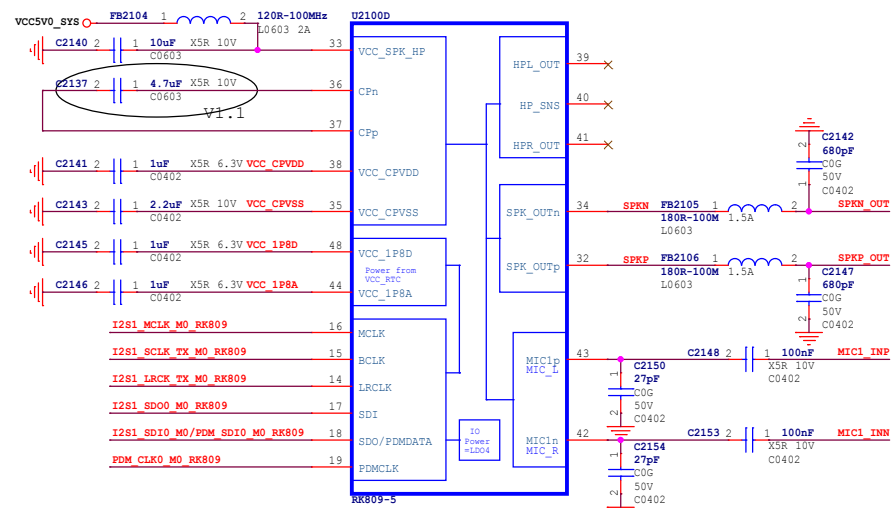 FB2104 1 2 120R-100MHz U2100D
VCC5V0_SYS L0603 2A
C2140 2 1 10uF X5R 10V 33 VCC_SPK_HP
C0603
HPL_OUT 39
C2137 2 1 4.7uF X5R 10V 36 CPn
C0603
HP_SNS 40
V1.1
37 CPp
HPR_OUT 41
C2142
680pF
C0G
50V
C0402
2
1
C2141 2 1 1uF X5R 6.3V VCC_CPVDD 38 VCC_CPVDD
C0402
C2143 2 1 2.2uF X5R 10V VCC_CPVSS 35 VCC_CPVSS
C0402
SPK_OUTn 34 SPKN FB2105 1 2 SPKN_OUT
180R-100M 1.5A
L0603
C2145 2 1 1uF X5R 6.3V VCC_1P8D 48 VCC_1P8D
C0402
Power from
VCC_RTC
SPK_OUTp 32 SPKP FB2106 1 2 SPKP_OUT
180R-100M 1.5A
L0603
C2147
680pF
C0G
50V
C0402
1
2
C2146 2 1 1uF X5R 6.3V VCC_1P8A 44 VCC_1P8A
C0402
I2S1_MCLK_M0_RK809 16 MCLK
I2S1_SCLK_TX_M0_RK809 15 BCLK
I2S1_LRCK_TX_M0_RK809 14 LRCLK
I2S1_SDO0_M0_RK809 17 SDI
I2S1_SDI0_M0/PDM_SDI0_M0_RK809 18 SDO/PDMDATA
PDM_CLK0_M0_RK809 19 PDMCLK
IO
Power
=LDO4
MIC1p 43 C2148 2 1 100nF MIC1_INP
MIC_L
X5R 10V
C0402
C2150
27pF
C0G
50V
C0402
1
2
MIC1n 42 C2153 2 1 100nF MIC1_INN
MIC_R
X5R 10V
C0402
C2154
27pF
C0G
50V
C0402
1
2
RK809-5